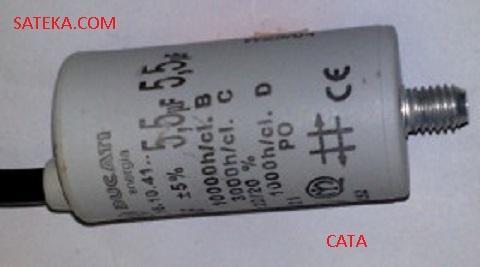 SATEKA.COM
DUCATI
energia
5,5µF
±5%
10000h/cl. B
3000h/cl. C
1000h/cl. D
PO
CE
CATA